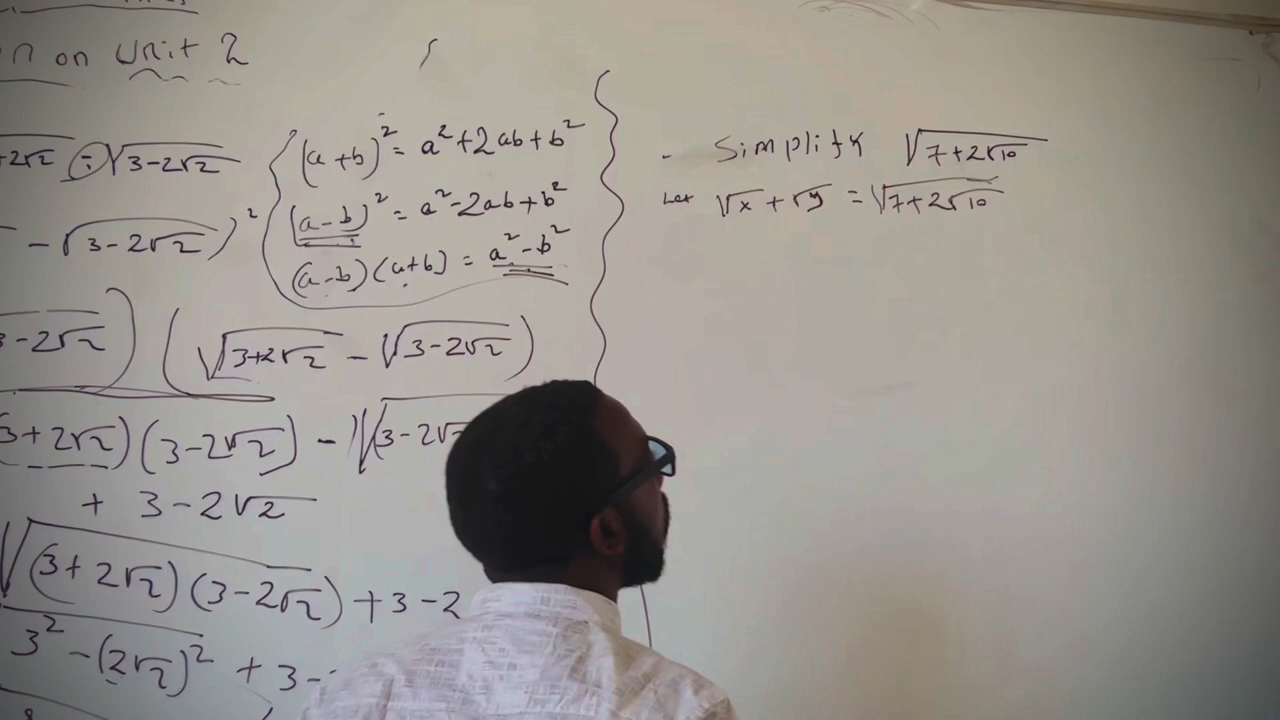 n on Unit 2
+2√2 ÷ √(3-2√2)
- √(3-2√2))²
3-2√2) (√(3+2√2) - √(3-2√2))
3+2√2)(3-2√2) - √(3-2√2
+ 3-2√2
√((3+2√2)(3-2√2)) + 3-2
3² - (2√2)² + 3-
(a+b)² = a²+2ab+b²
(a-b)² = a²-2ab+b²
(a-b)(a+b) = a²-b²
- Simplify √(7+2√10)
Let √x + √y = √(7+2√10)